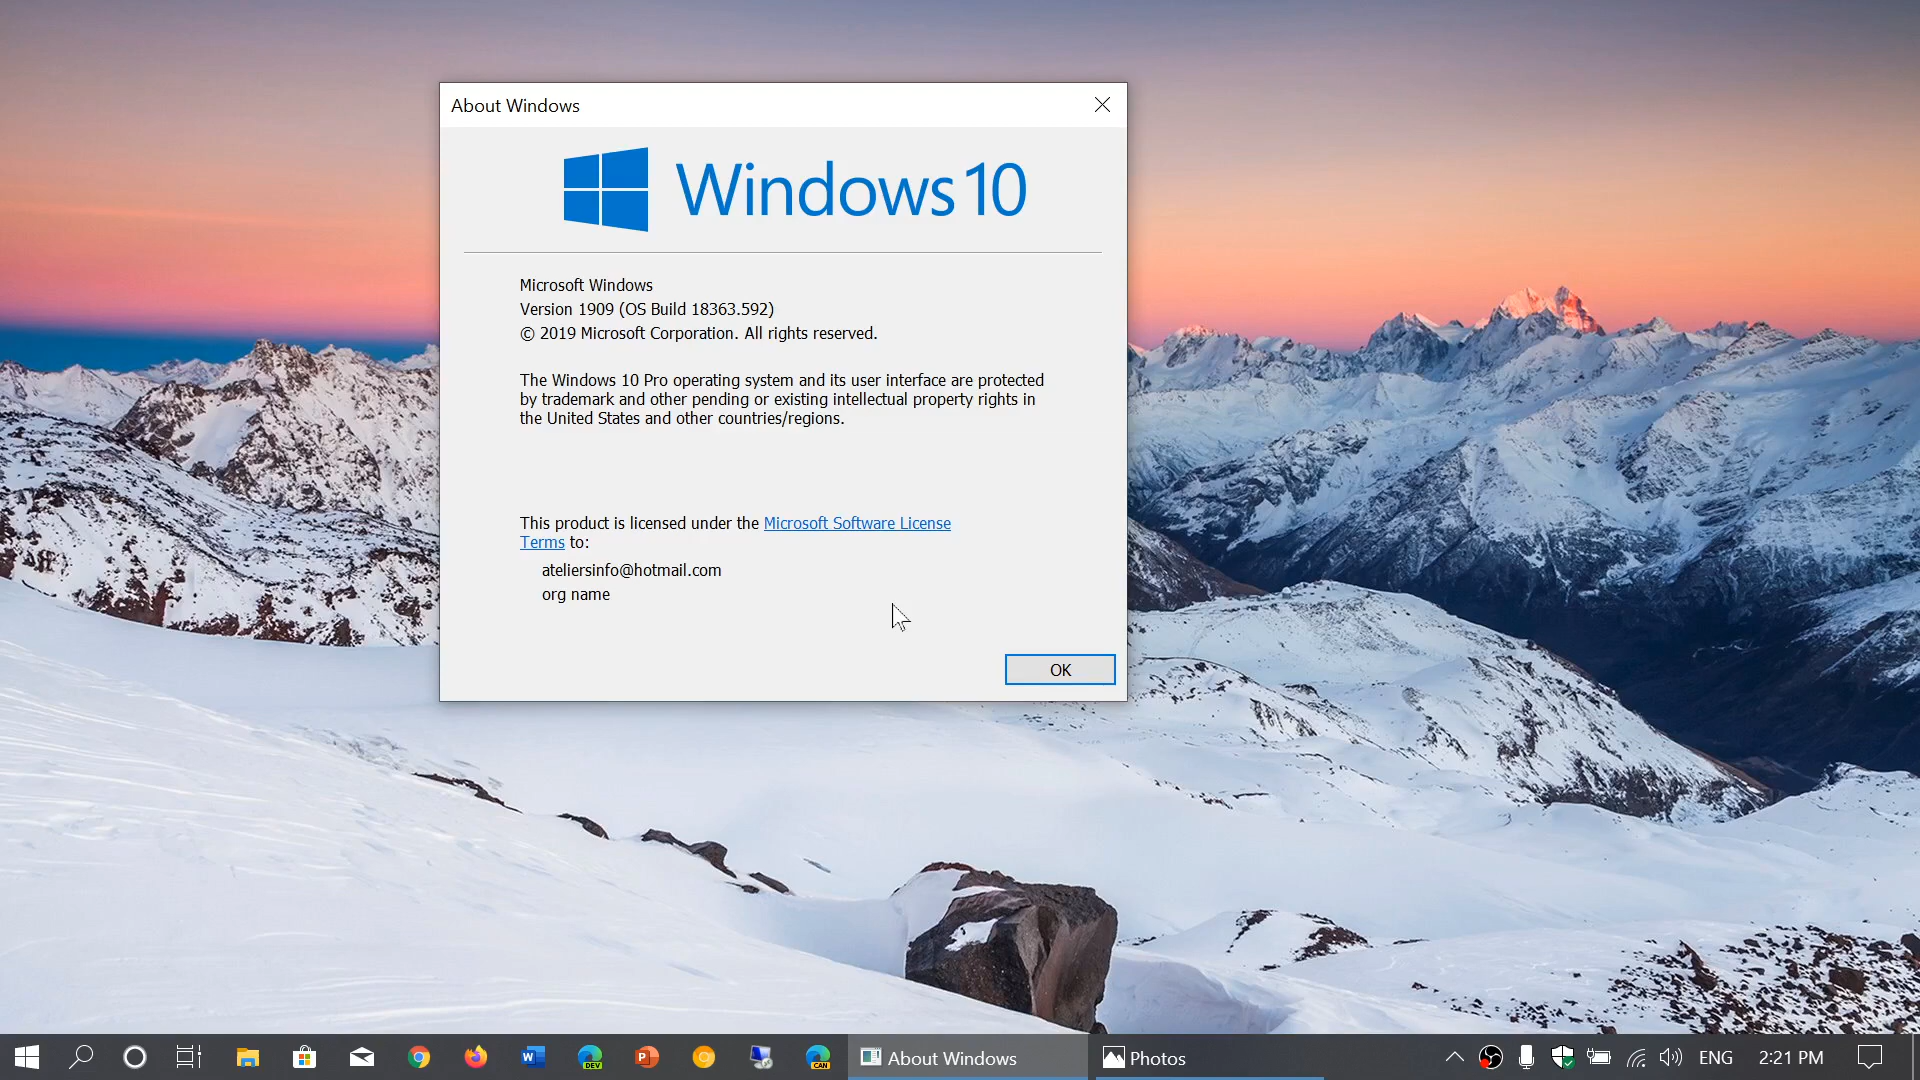 About Windows
Windows 10
Microsoft Windows
Version 1909 (OS Build 18363.592)
© 2019 Microsoft Corporation. All rights reserved.
The Windows 10 Pro operating system and its user interface are protected
by trademark and other pending or existing intellectual property rights in
the United States and other countries/regions.
This product is licensed under the Microsoft Software License
Terms to:
ateliersinfo@hotmail.com
org name
OK
W DEV P CAN About Windows Photos ENG 2:21 PM